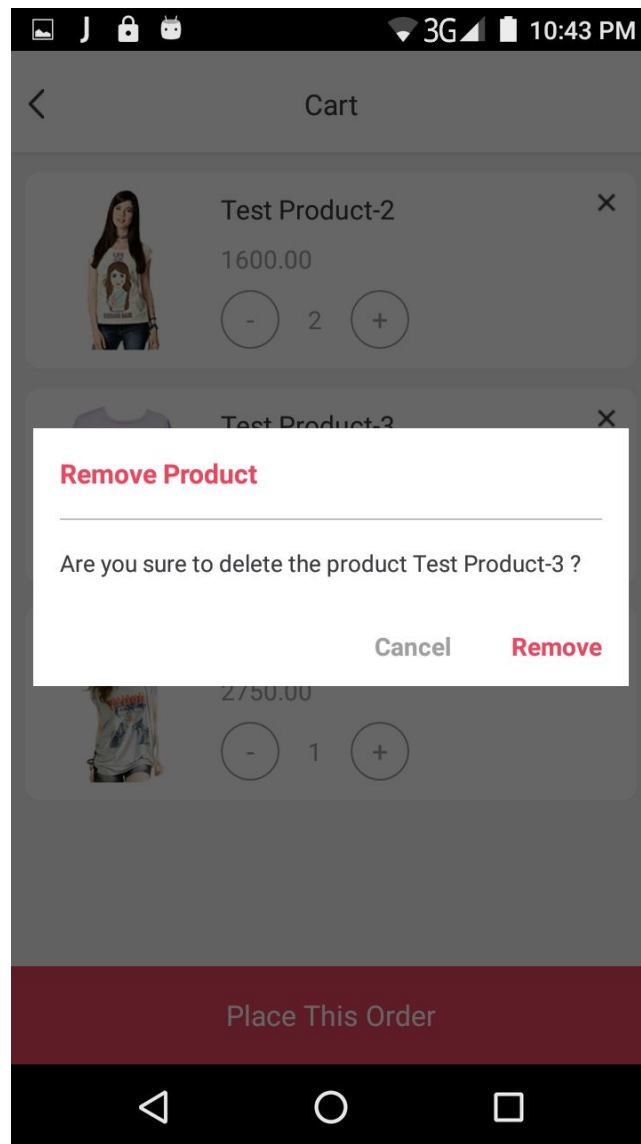 3G 10:43 PM
Cart
Test Product-2
1600.00
- 2 +
Test Product-3
Remove Product
Are you sure to delete the product Test Product-3 ?
Cancel Remove
2750.00
- 1 +
Place This Order